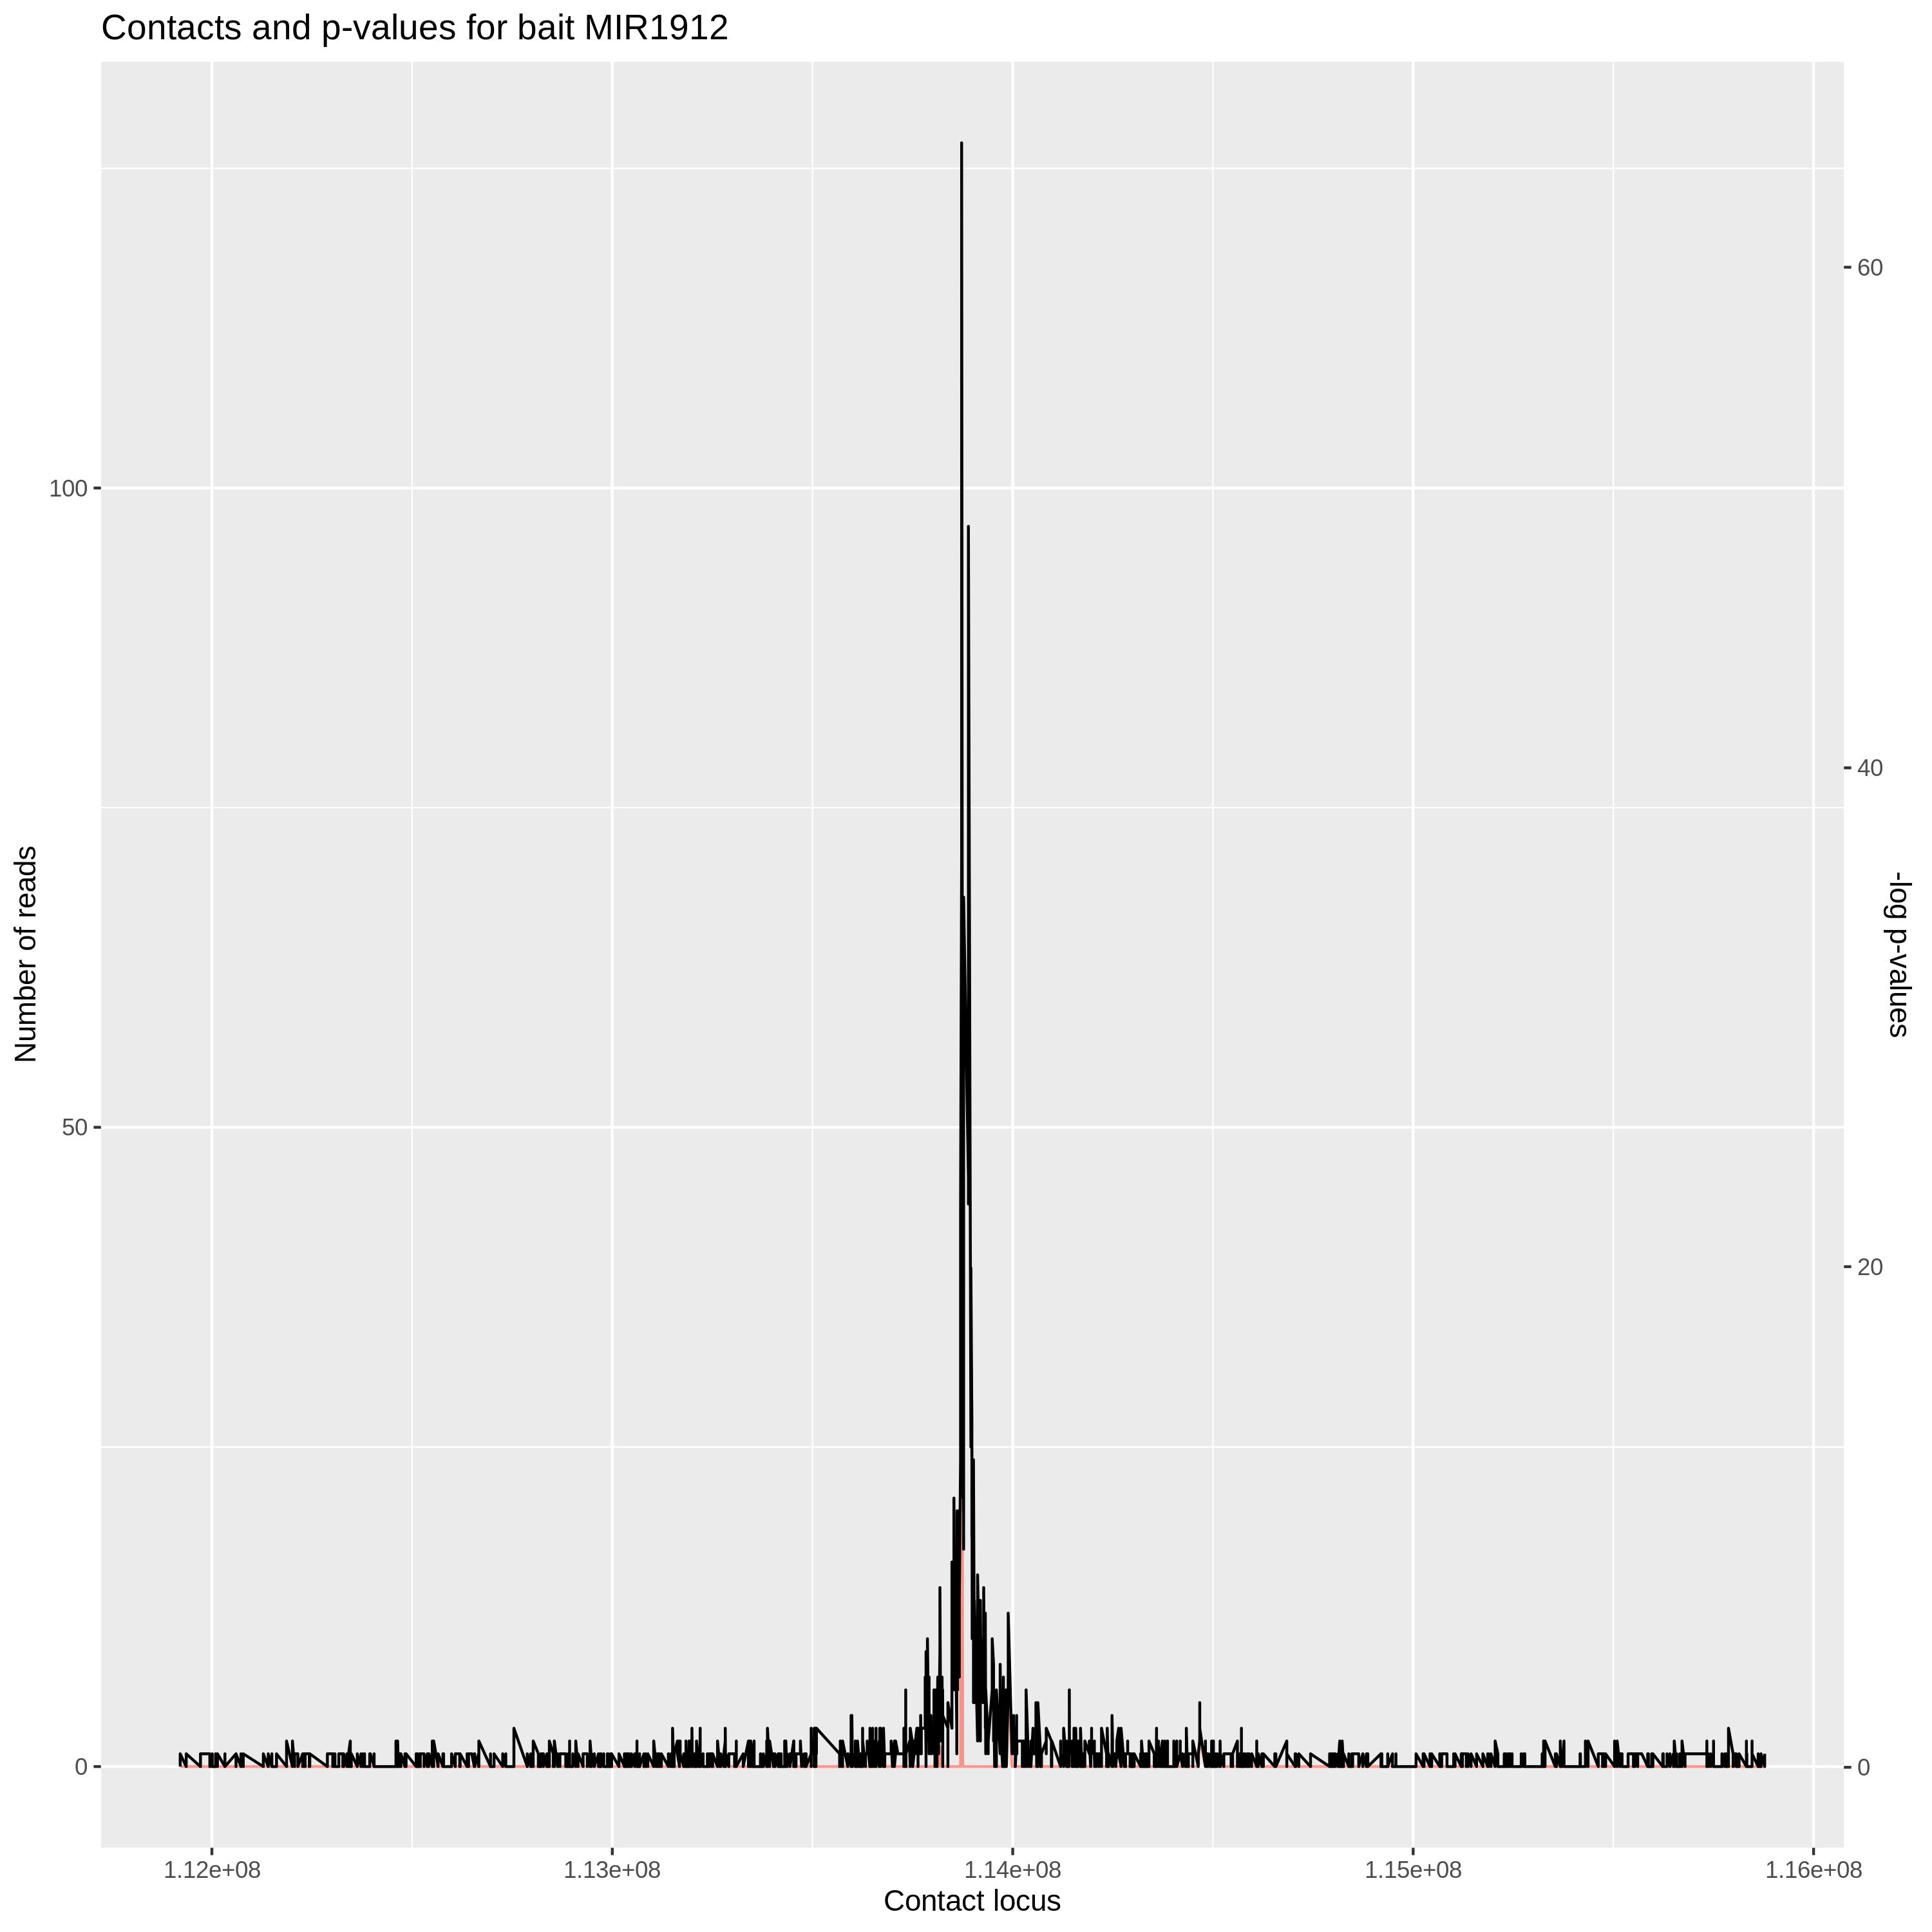 Contacts and p-values for bait MIR1912
60
100
40
Number of reads
-log p-values
50
20
0
0
1.12e+08
1.13e+08
1.14e+08
1.15e+08
1.16e+08
Contact locus